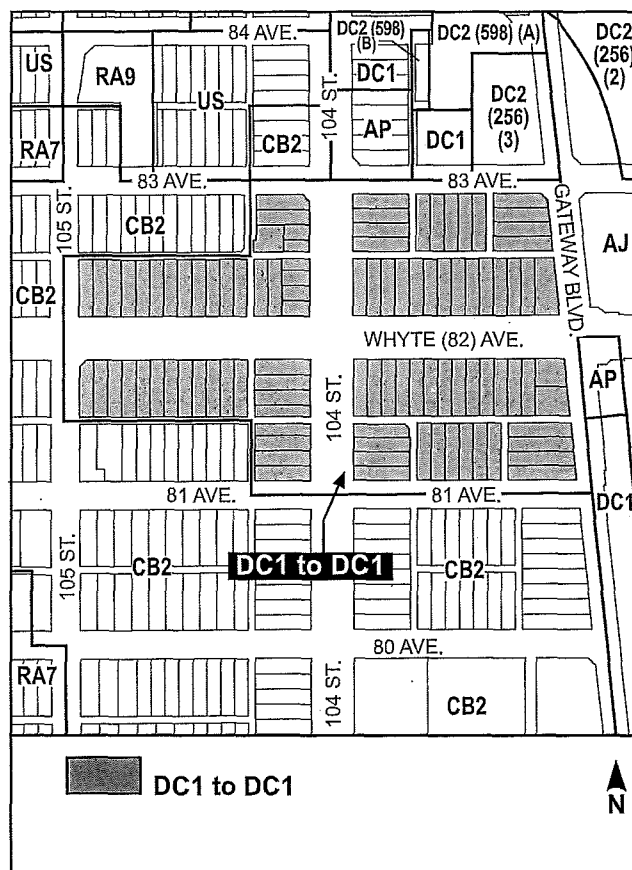 84 AVE.
DC2 (598)
(B)
DC2 (598) (A)
DC2
(256)
(2)
US
RA9
US
DC1
104 ST.
DC2
(256)
(3)
RA7
CB2
AP
DC1
83 AVE.
83 AVE.
105 ST.
CB2
GATEWAY BLVD.
AJ
CB2
WHYTE (82) AVE.
AP
104 ST.
81 AVE.
81 AVE.
DC1
105 ST.
CB2
DC1 to DC1
CB2
80 AVE.
RA7
104 ST.
CB2
DC1 to DC1
N